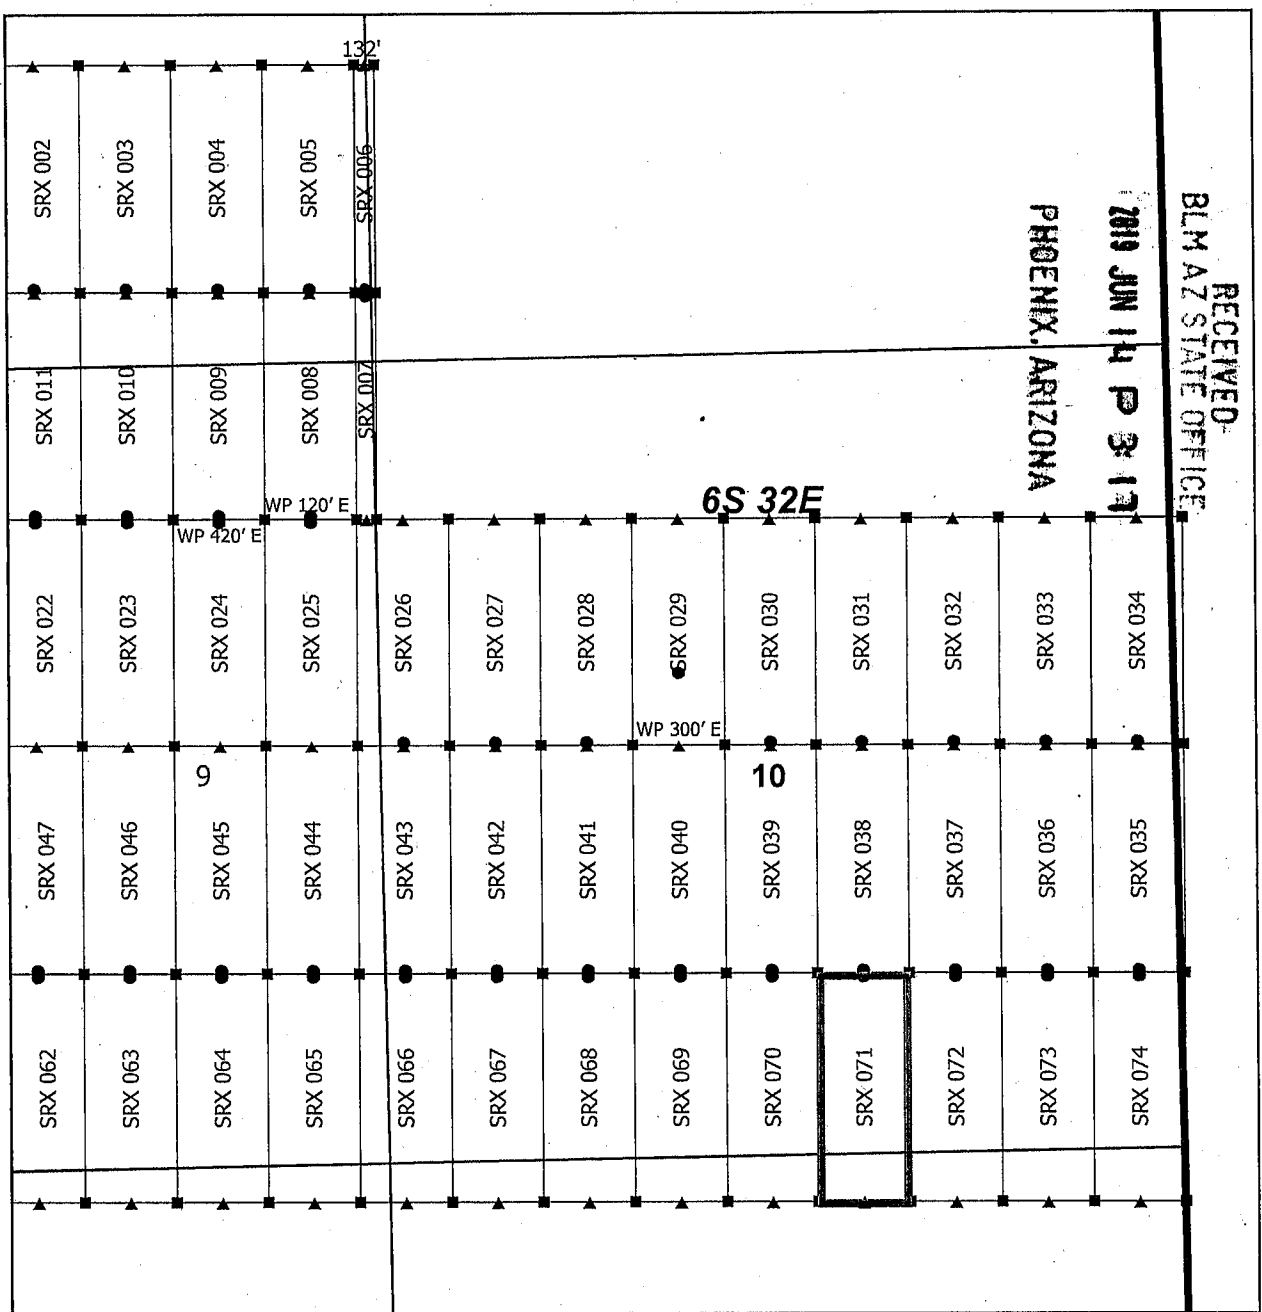 132'
SRX 002
SRX 003
SRX 004
SRX 005
SRX 006
RECEIVED
BLM AZ STATE OFFICE
2019 JUN 14 P 3 17
PHOENIX, ARIZONA
SRX 011
SRX 010
SRX 009
SRX 008
SRX 007
6S 32E
WP 120' E
WP 420' E
SRX 022
SRX 023
SRX 024
SRX 025
SRX 026
SRX 027
SRX 028
SRX 029
SRX 030
SRX 031
SRX 032
SRX 033
SRX 034
WP 300' E
9
10
SRX 047
SRX 046
SRX 045
SRX 044
SRX 043
SRX 042
SRX 041
SRX 040
SRX 039
SRX 038
SRX 037
SRX 036
SRX 035
SRX 062
SRX 063
SRX 064
SRX 065
SRX 066
SRX 067
SRX 068
SRX 069
SRX 070
SRX 071
SRX 072
SRX 073
SRX 074